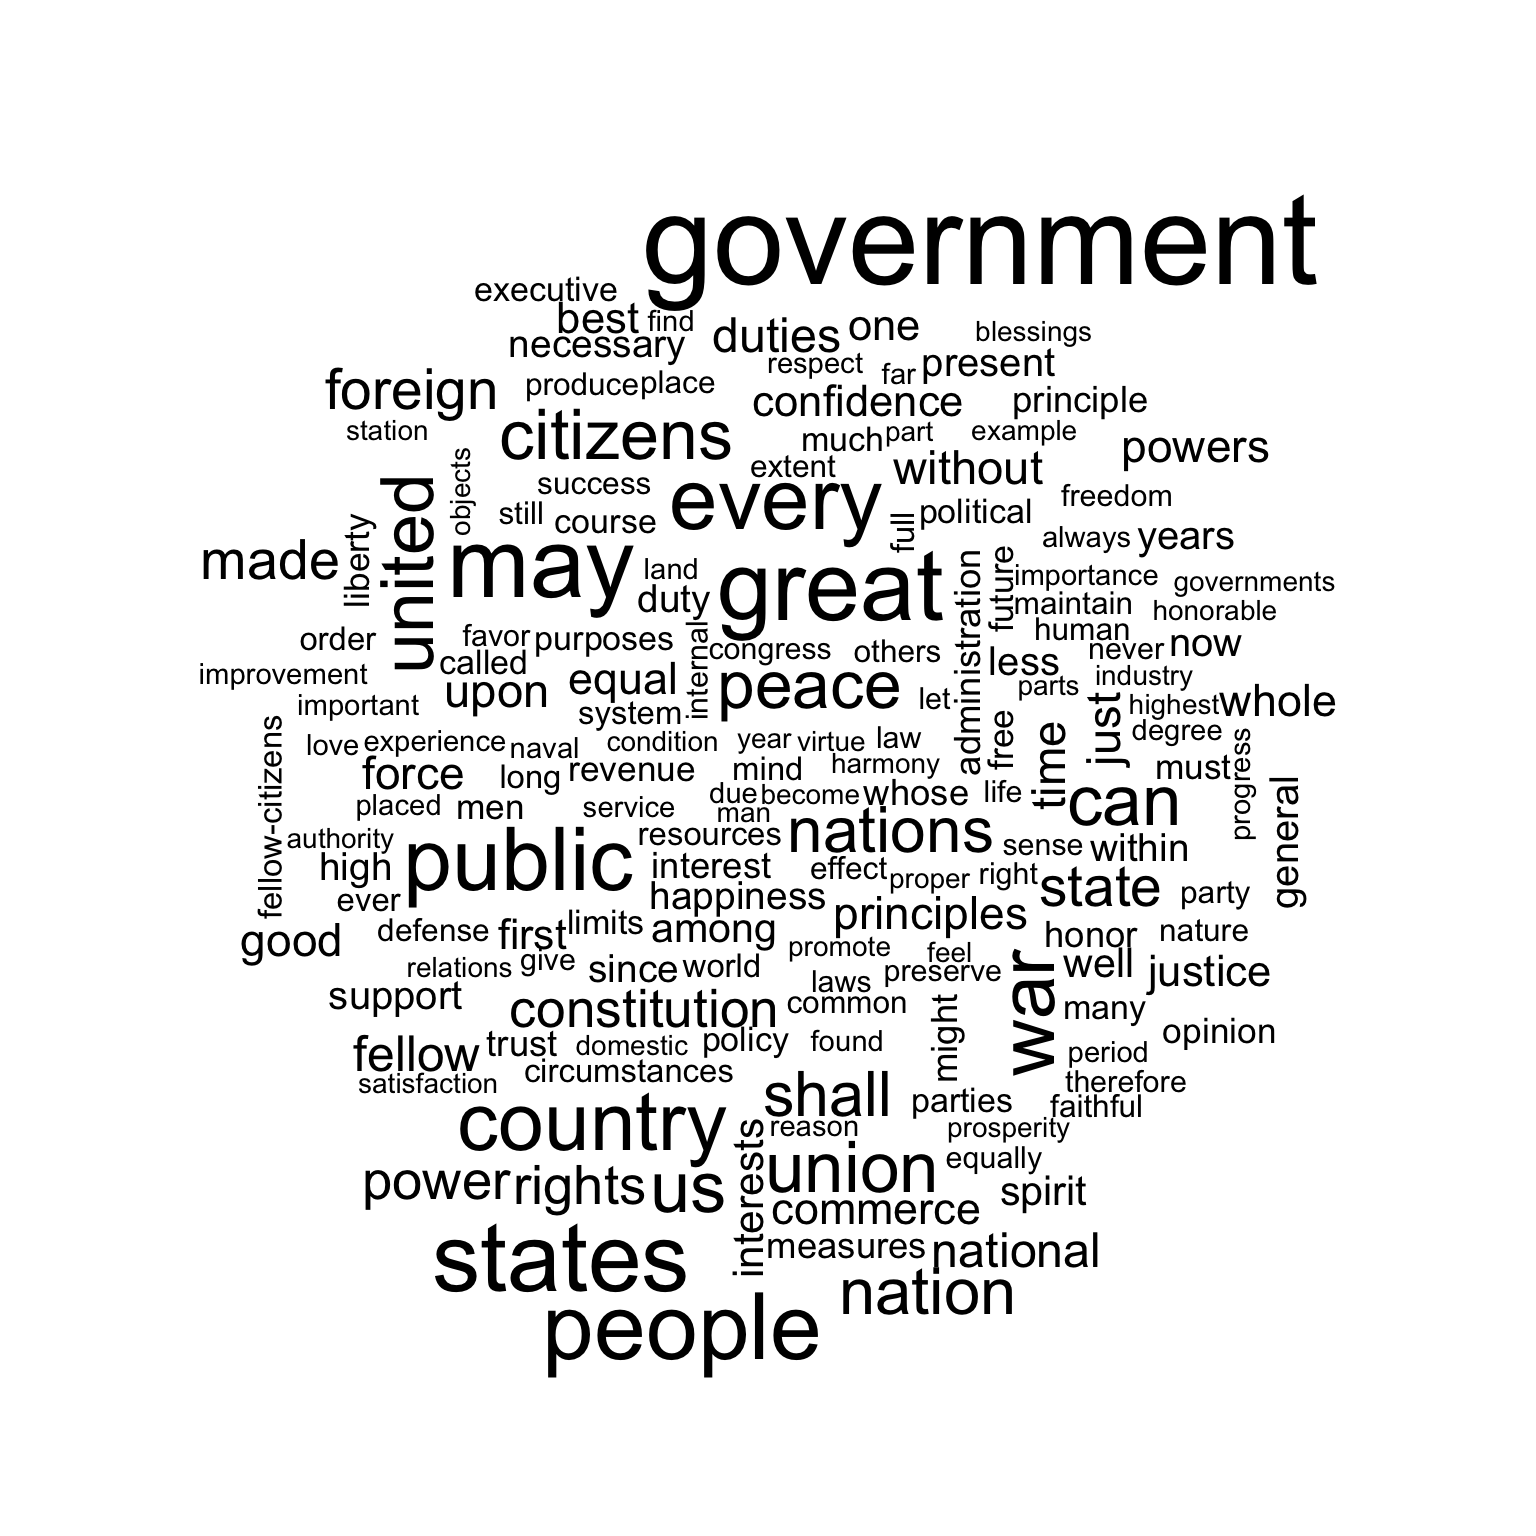 government
executive
best find
duties one blessings
necessary
respect far present
foreign produce place
confidence principle
station citizens much part example powers
extent without
objects success every freedom
united still course full political
liberty always years
made may land great administration future importance governments
duty maintain honorable
order favor purposes internal congress others human never now
improvement called less
upon equal peace let parts industry
important system just highest whole
fellow-citizens love experience naval condition year virtue law free time degree progress
force long revenue mind harmony must
placed men service due become whose life can general
man
authority public resources nations sense within
high interest effect proper right state party
ever happiness
good defense first limits among principles honor nature
promote feel war
relations give since world laws preserve well justice
support constitution common might many
opinion
fellow trust domestic policy found period
satisfaction circumstances therefore
country shall parties faithful
interests reason prosperity
power rights us union equally spirit
commerce
states measures national
people nation